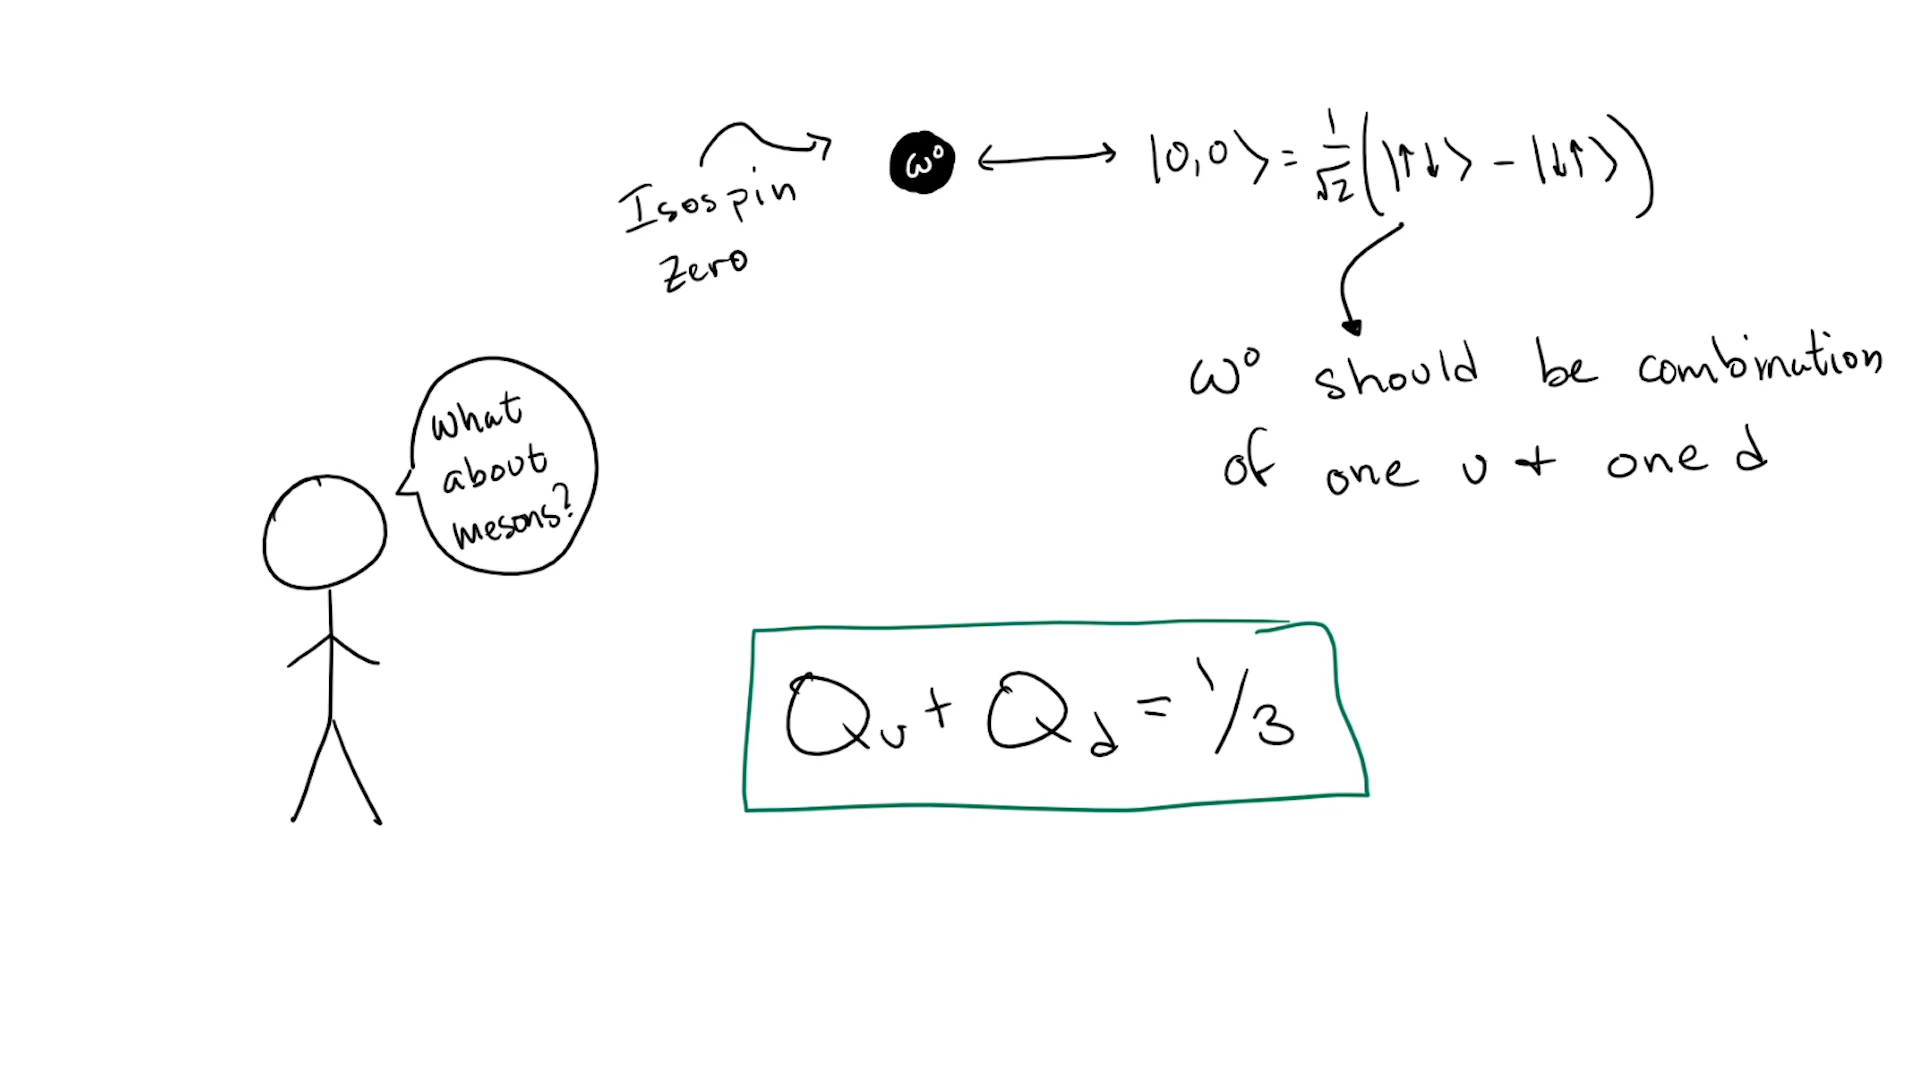 Isospin
Zero
ω⁰
|0,0⟩ = 1/√2 (|↑↓⟩ - |↓↑⟩)
ω⁰ should be combination
of one u + one d
What
about
mesons?
Qu + Qd = 1/3